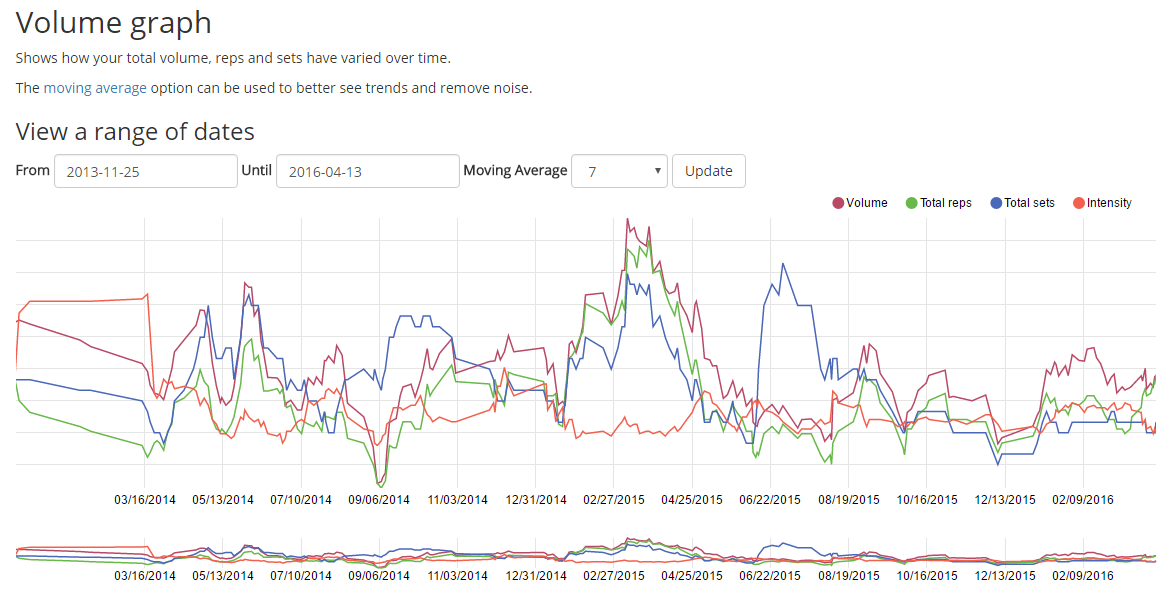 Volume graph
Shows how your total volume, reps and sets have varied over time.
The moving average option can be used to better see trends and remove noise.
View a range of dates
From 2013-11-25 Until 2016-04-13 Moving Average 7 Update
Volume Total reps Total sets Intensity
03/16/2014 05/13/2014 07/10/2014 09/06/2014 11/03/2014 12/31/2014 02/27/2015 04/25/2015 06/22/2015 08/19/2015 10/16/2015 12/13/2015 02/09/2016
03/16/2014 05/13/2014 07/10/2014 09/06/2014 11/03/2014 12/31/2014 02/27/2015 04/25/2015 06/22/2015 08/19/2015 10/16/2015 12/13/2015 02/09/2016